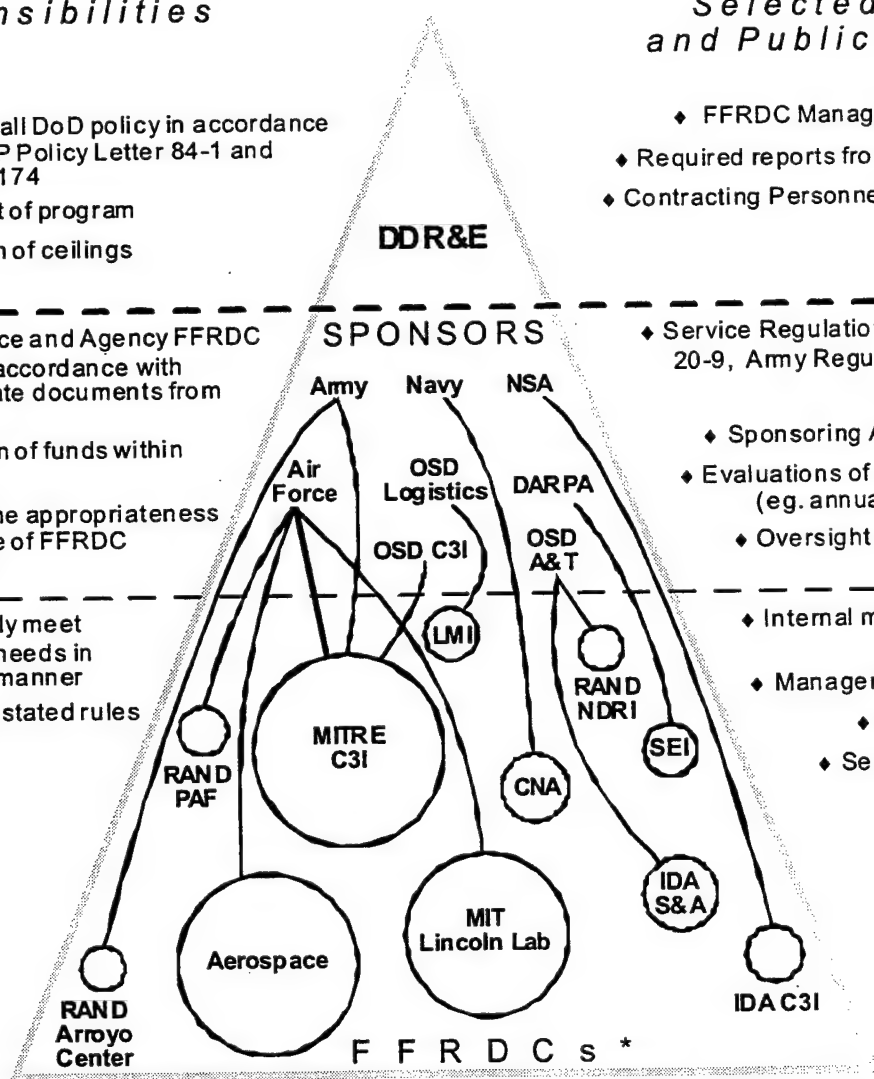 nsibilities
all DoD policy in accordance
P Policy Letter 84-1 and
174
t of program
n of ceilings
ce and Agency FFRDC
accordance with
ate documents from
n of funds within
ne appropriateness
e of FFRDC
ly meet
needs in
manner
stated rules
DDR&E
SPONSORS
Army Navy NSA
Air
Force
OSD
Logistics
DARPA
OSD C3I
OSD
A&T
LMI
RAND
NDRI
MITRE
C3I
RAND
PAF
SEI
CNA
IDA
S&A
MIT
Lincoln Lab
Aerospace
IDA C3I
RAND
Arroyo
Center
FFRDCs *
Selected
and Public
♦ FFRDC Manag
♦ Required reports fro
♦ Contracting Personne
♦ Service Regulatio
20-9, Army Regu
♦ Sponsoring A
♦ Evaluations of
(eg. annua
♦ Oversight
♦ Internal m
♦ Manager
♦
♦ Se